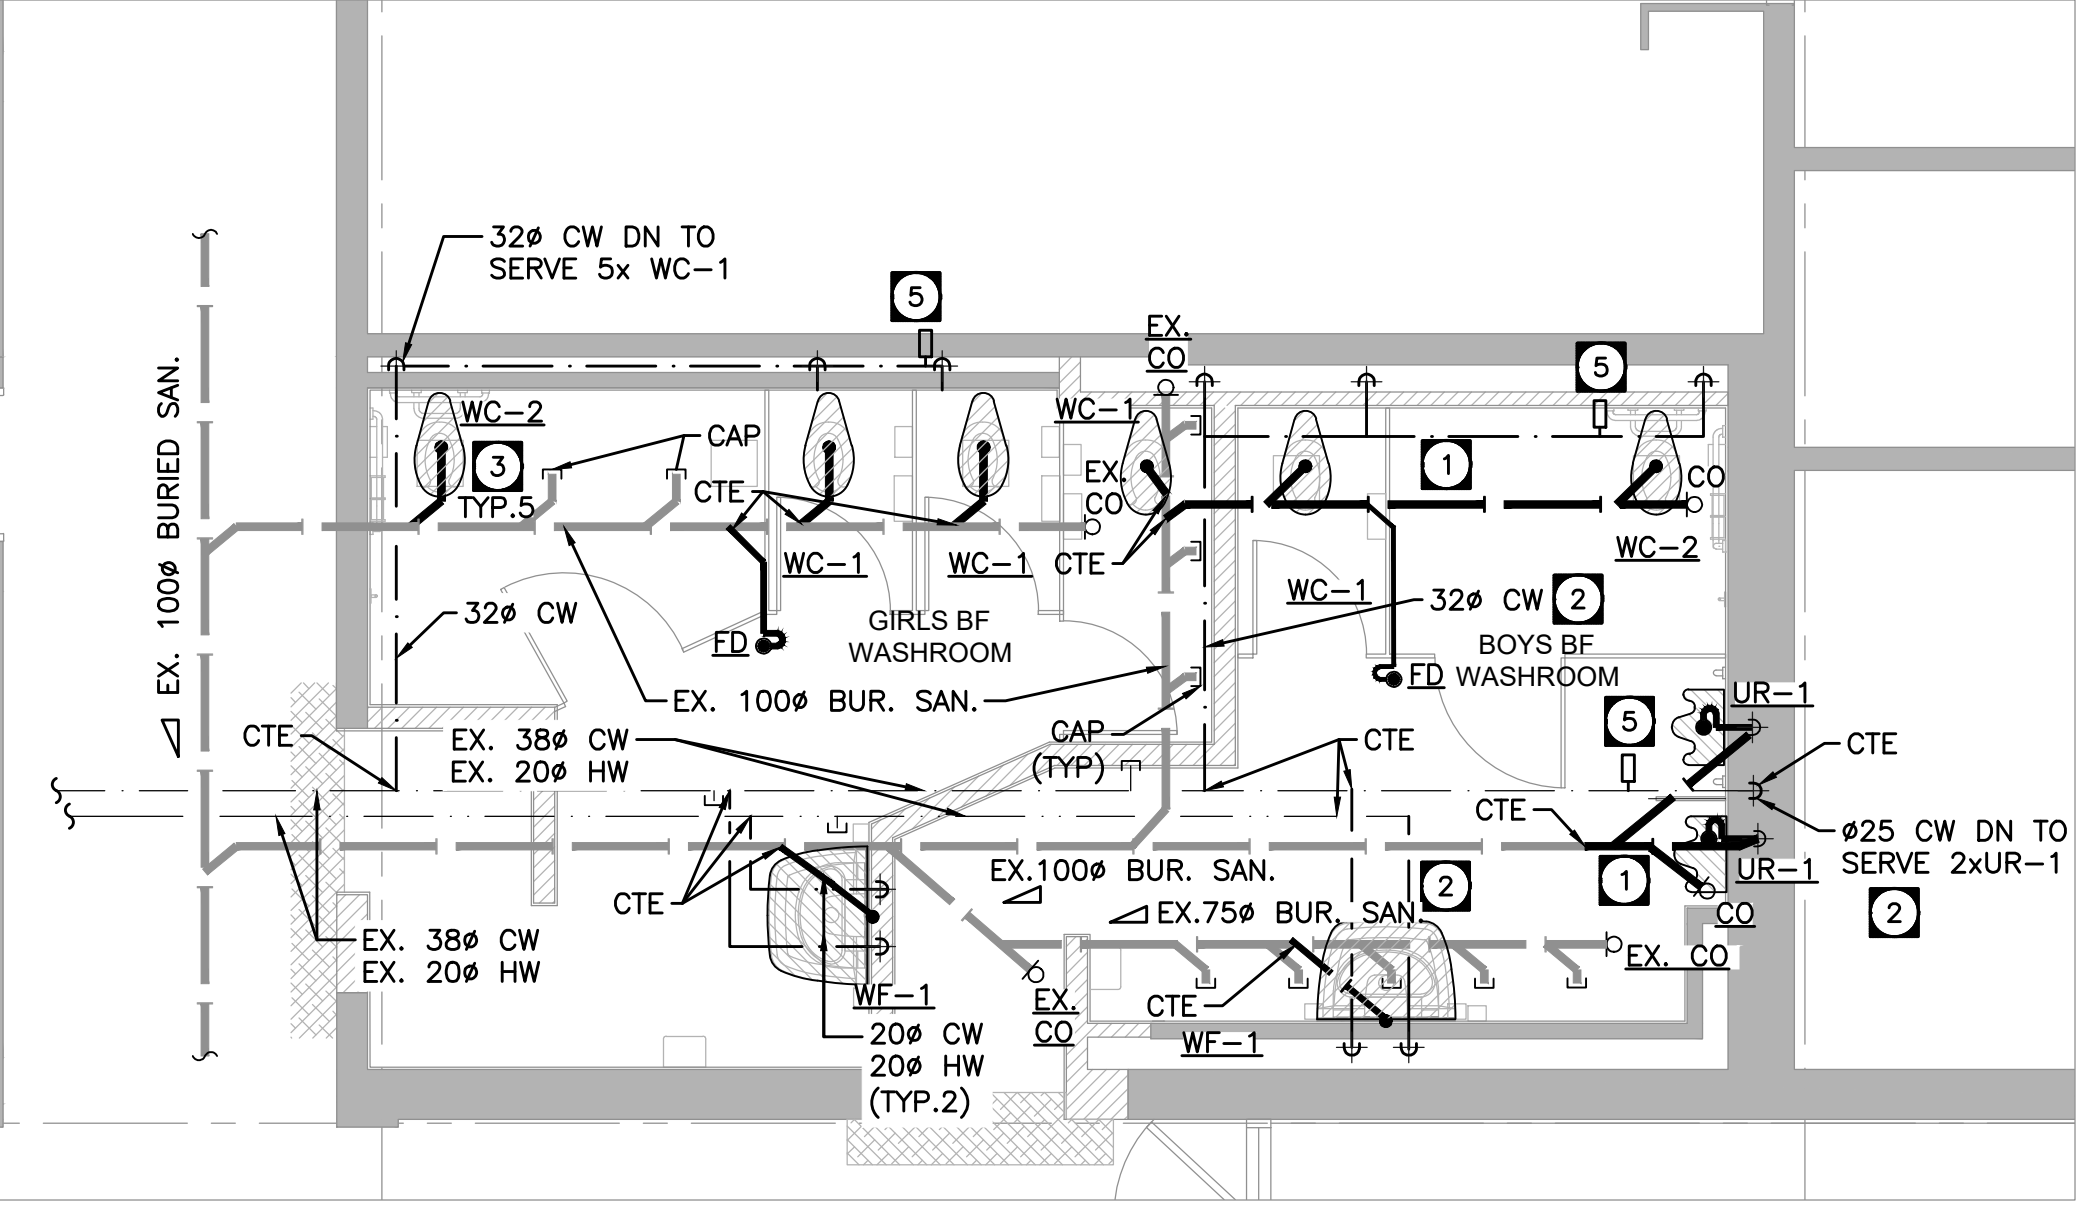 32ø CW DN TO
SERVE 5x WC-1
5
EX.
CO
5
EX. 100ø BURIED SAN.
WC-2
3
TYP.5
CAP
CTE
WC-1
EX.
CO
1
CO
WC-2
WC-1
WC-1
CTE
WC-1
32ø CW
2
32ø CW
GIRLS BF
WASHROOM
FD
BOYS BF
WASHROOM
FD
EX. 100ø BUR. SAN.
UR-1
5
CTE
EX. 38ø CW
EX. 20ø HW
CAP
(TYP)
CTE
CTE
CTE
ø25 CW DN TO
SERVE 2xUR-1
2
UR-1
1
CO
EX.100ø BUR. SAN.
EX.75ø BUR. SAN.
2
EX. CO
CTE
EX. 38ø CW
EX. 20ø HW
WF-1
EX.
CO
CTE
WF-1
20ø CW
20ø HW
(TYP.2)